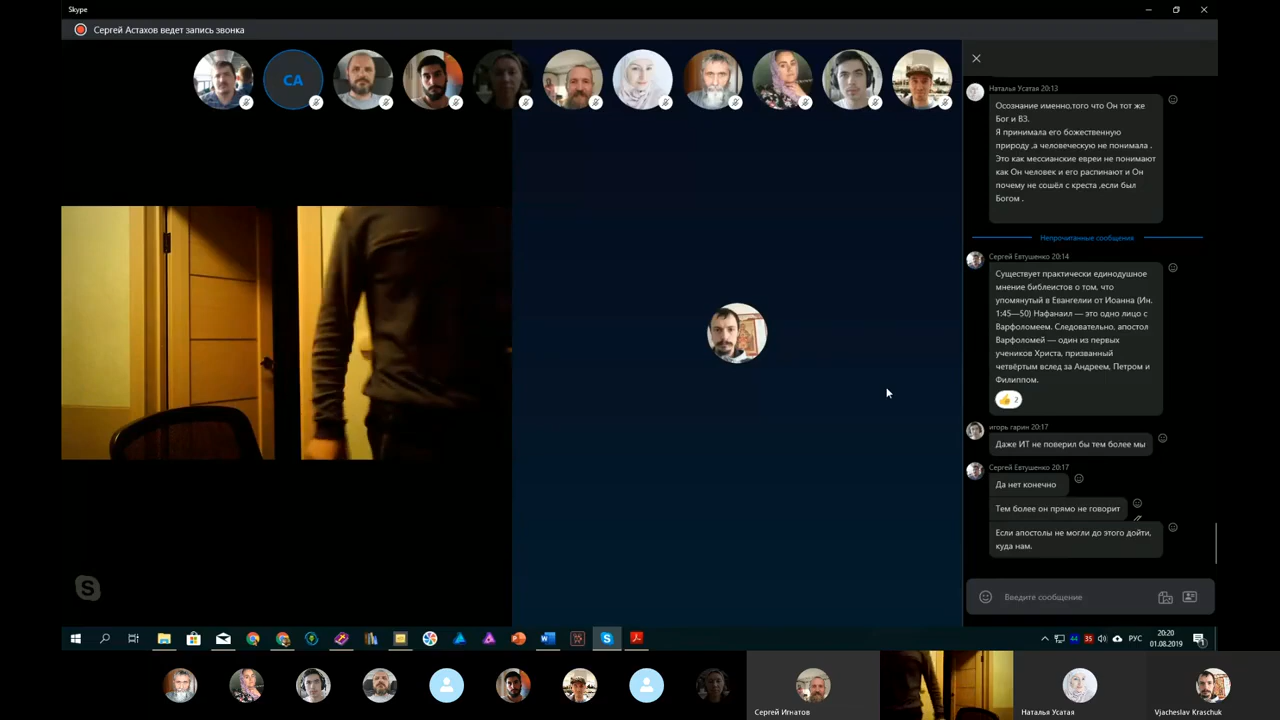 Skype
Сергей Астахов ведет запись звонка
CA
Наталья Усатая 20:13
Осознание именно,того что Он тот же
Бог и ВЗ.
Я принимала его божественную
природу ,а человеческую не понимала .
Это как мессианские евреи не понимают
как Он человек и его распинают и Он
почему не сошёл с креста ,если был
Богом .
Непрочитанные сообщения
Сергей Евтушенко 20:14
Существует практически единодушное
мнение библеистов о том, что
упомянутый в Евангелии от Иоанна (Ин.
1:45—50) Нафанаил — это одно лицо с
Варфоломеем. Следовательно, апостол
Варфоломей — один из первых
учеников Христа, призванный
четвёртым вслед за Андреем, Петром и
Филиппом.
2
игорь гарин 20:17
Даже ИТ не поверил бы тем более мы
Сергей Евтушенко 20:17
Да нет конечно
Тем более он прямо не говорит
Если апостолы не могли до этого дойти,
куда нам.
Введите сообщение
44
35
РУС
20:20
01.08.2019
Сергей Игнатов
Наталья Усатая
Vjacheslav Kraschuk